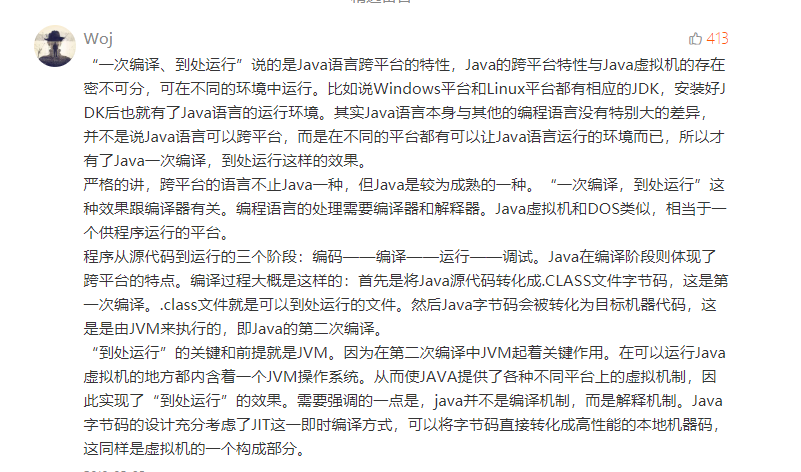 Woj
413
“一次编译、到处运行”说的是Java语言跨平台的特性，Java的跨平台特性与Java虚拟机的存在
密不可分，可在不同的环境中运行。比如说Windows平台和Linux平台都有相应的JDK，安装好J
DK后也就有了Java语言的运行环境。其实Java语言本身与其他的编程语言没有特别大的差异，
并不是说Java语言可以跨平台，而是在不同的平台都有可以让Java语言运行的环境而已，所以才
有了Java一次编译，到处运行这样的效果。
严格的讲，跨平台的语言不止Java一种，但Java是较为成熟的一种。“一次编译，到处运行”这
种效果跟编译器有关。编程语言的处理需要编译器和解释器。Java虚拟机和DOS类似，相当于一
个供程序运行的平台。
程序从源代码到运行的三个阶段：编码——编译——运行——调试。Java在编译阶段则体现了
跨平台的特点。编译过程大概是这样的：首先是将Java源代码转化成.CLASS文件字节码，这是第
一次编译。.class文件就是可以到处运行的文件。然后Java字节码会被转化为目标机器代码，这
是是由JVM来执行的，即Java的第二次编译。
“到处运行”的关键和前提就是JVM。因为在第二次编译中JVM起着关键作用。在可以运行Java
虚拟机的地方都内含着一个JVM操作系统。从而使JAVA提供了各种不同平台上的虚拟机制，因
此实现了“到处运行”的效果。需要强调的一点是，java并不是编译机制，而是解释机制。Java
字节码的设计充分考虑了JIT这一即时编译方式，可以将字节码直接转化成高性能的本地机器码，
这同样是虚拟机的一个构成部分。